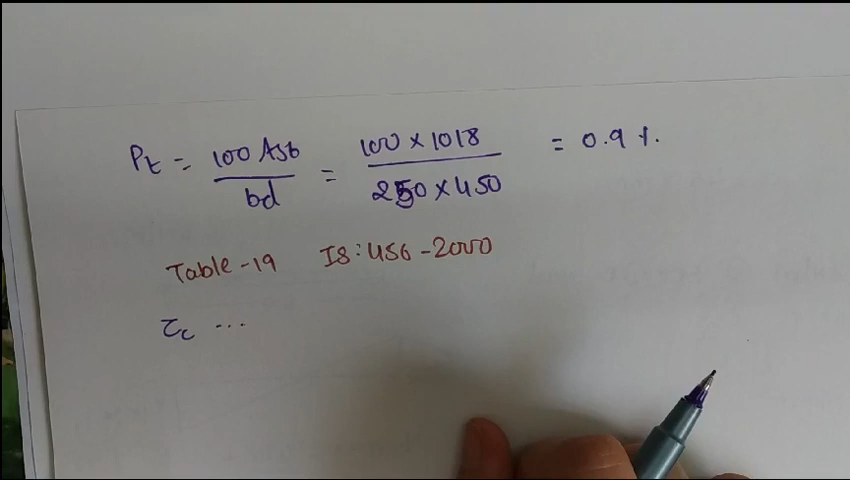 Pt = 100 Ast / bd = 100 × 1018 / 250 × 450 = 0.9 %.
Table-19 IS:456-2000
τc ...